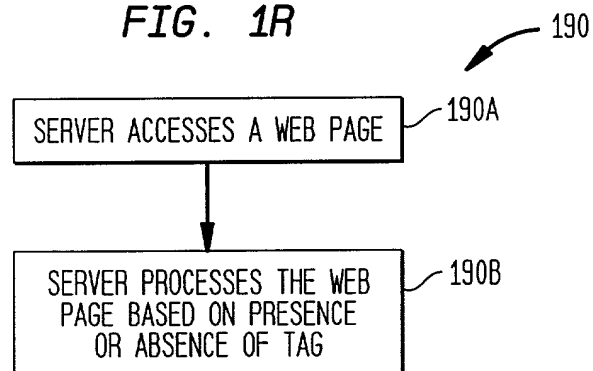 FIG. 1R
190
SERVER ACCESSES A WEB PAGE
190A
SERVER PROCESSES THE WEB
PAGE BASED ON PRESENCE
OR ABSENCE OF TAG
190B